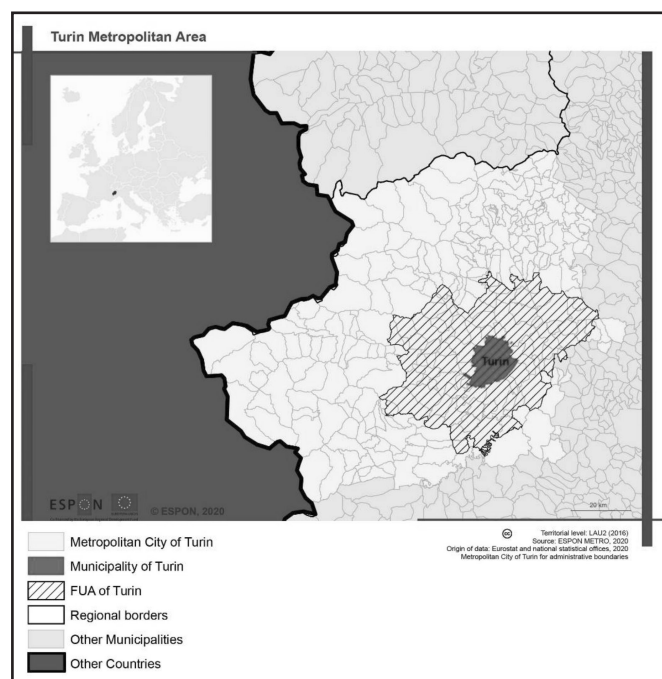 Turin Metropolitan Area
Turin
ESPON
© ESPON, 2020
20 km
cc
Territorial level: LAU2 (2016)
Source: ESPON METRO, 2020
Origin of data: Eurostat and national statistical offices, 2020
Metropolitan City of Turin for administrative boundaries
Metropolitan City of Turin
Municipality of Turin
FUA of Turin
Regional borders
Other Municipalities
Other Countries